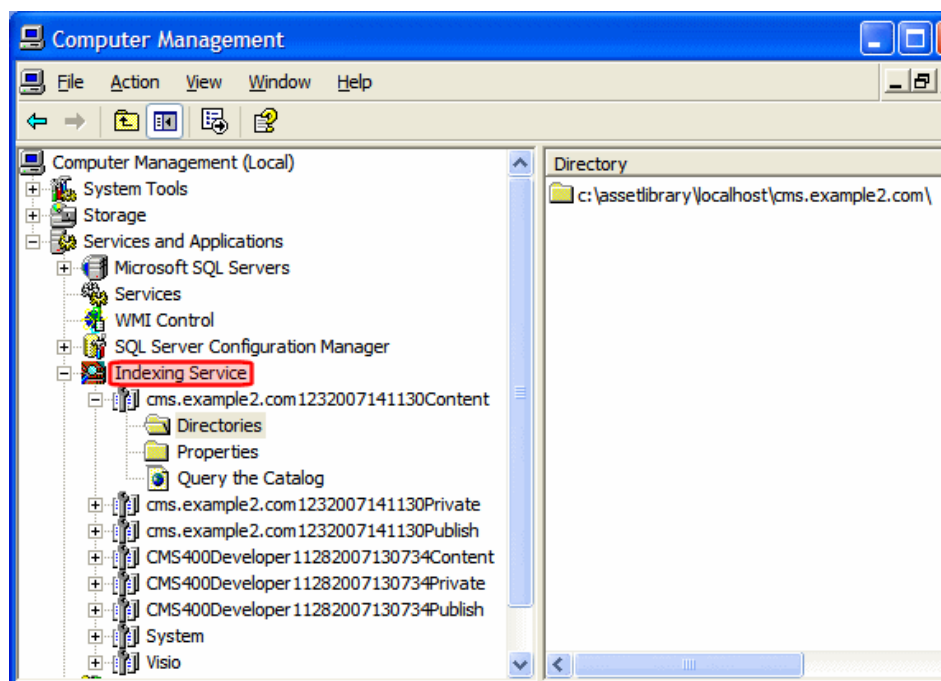 Computer Management
File Action View Window Help
Computer Management (Local)
System Tools
Storage
Services and Applications
Microsoft SQL Servers
Services
WMI Control
SQL Server Configuration Manager
Indexing Service
cms.example2.com1232007141130Content
Directories
Properties
Query the Catalog
cms.example2.com1232007141130Private
cms.example2.com1232007141130Publish
CMS400Developer11282007130734Content
CMS400Developer11282007130734Private
CMS400Developer11282007130734Publish
System
Visio
Directory
c:\assetlibrary\localhost\cms.example2.com\